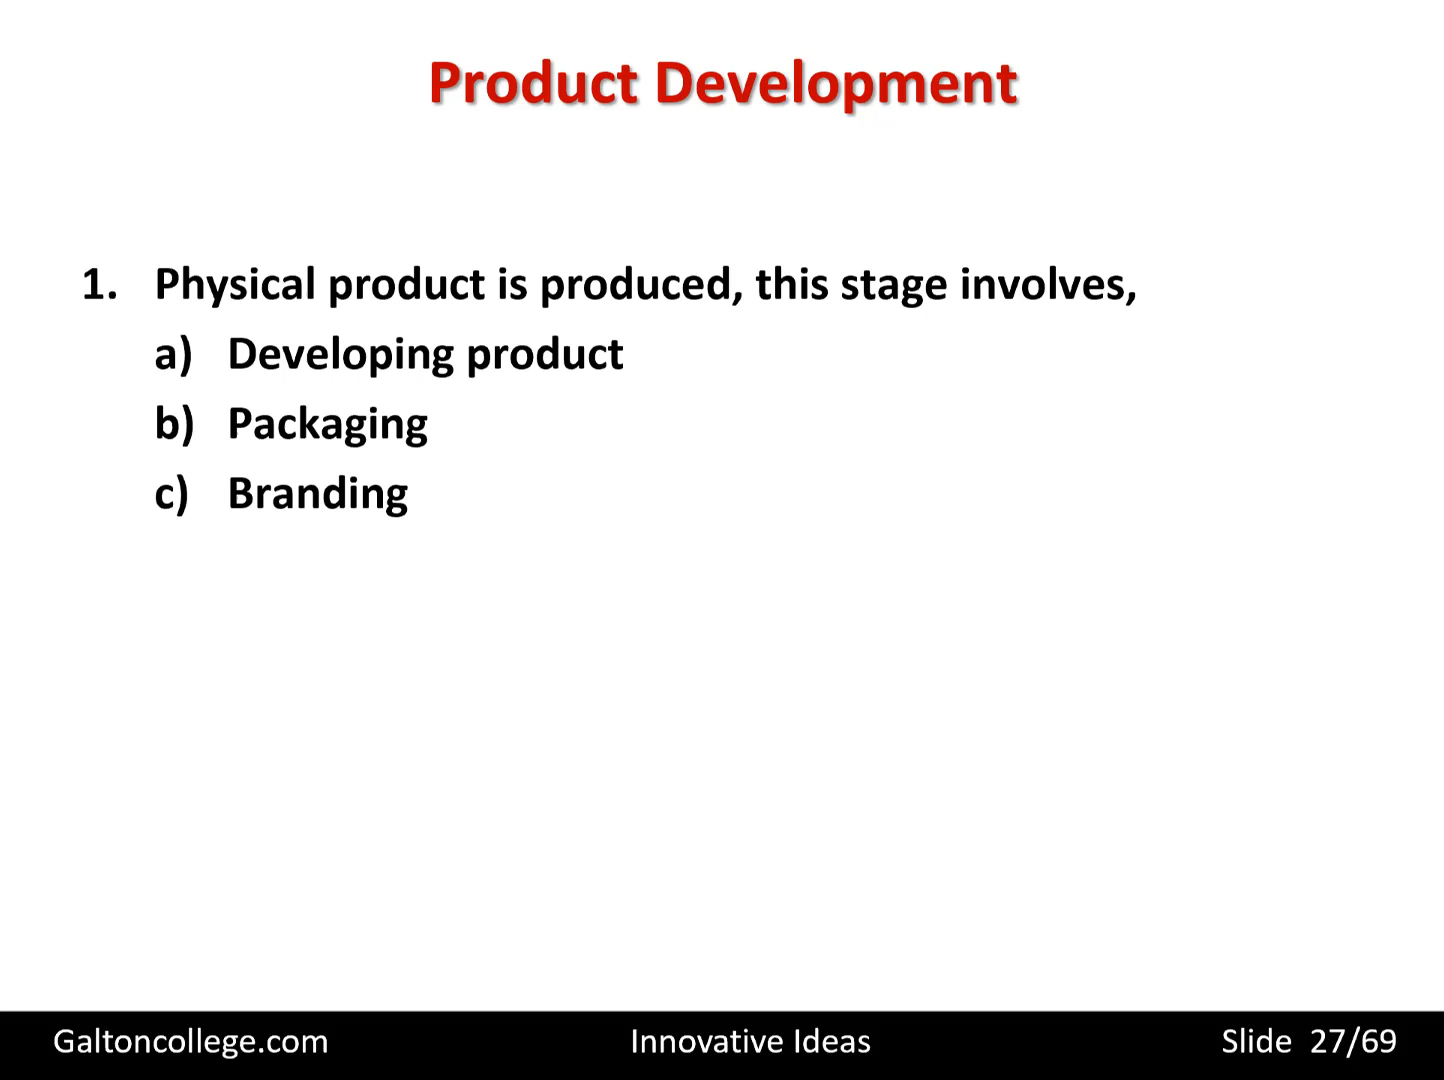 Product Development
1. Physical product is produced, this stage involves,
a) Developing product
b) Packaging
c) Branding
Galtoncollege.com Innovative Ideas Slide 27/69